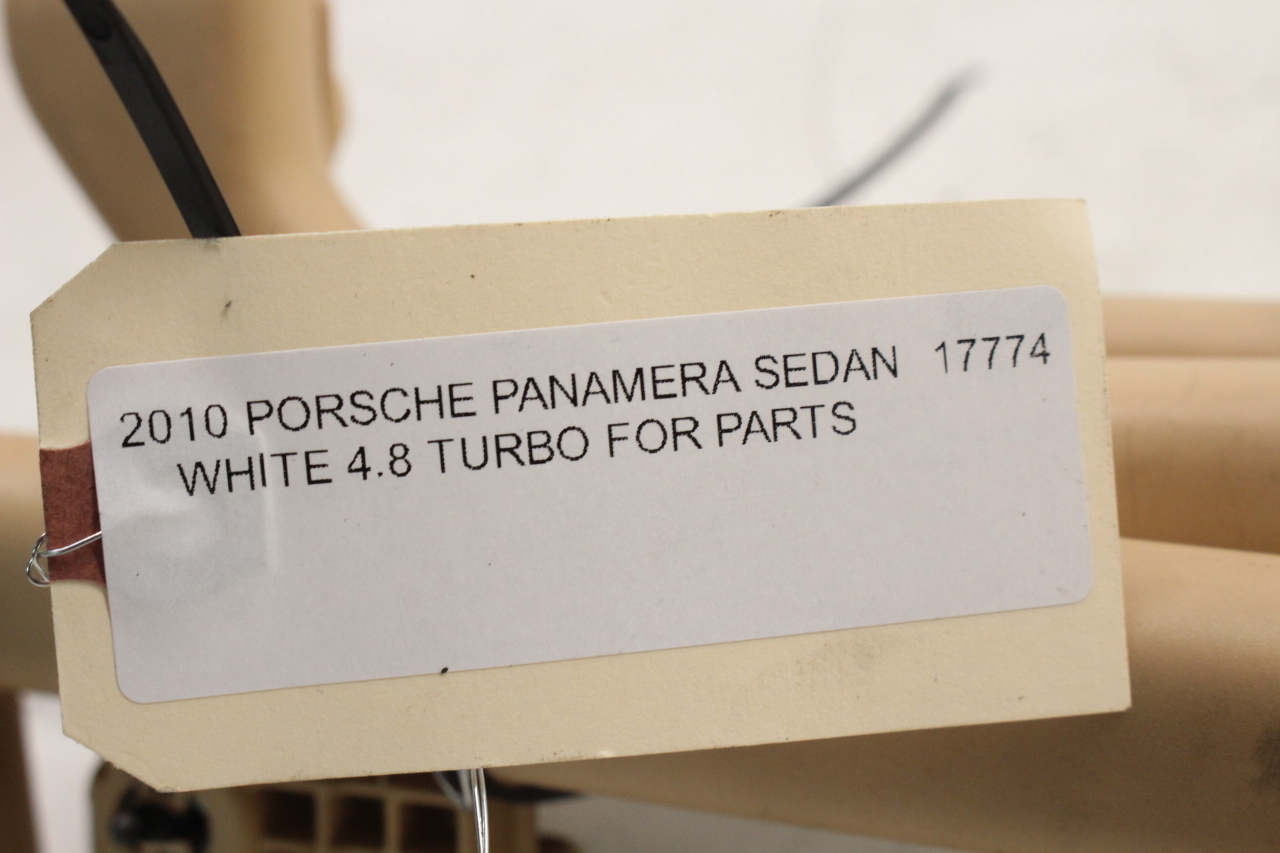 2010 PORSCHE PANAMERA SEDAN 17774
WHITE 4.8 TURBO FOR PARTS